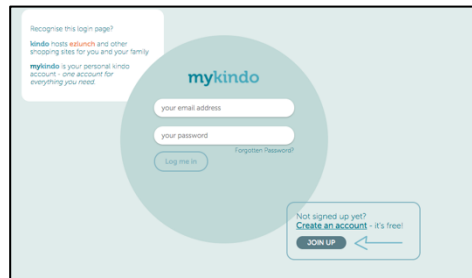 Recognise this login page?
kindo hosts ezlunch and other
shopping sites for you and your family
mykindo is your personal kindo
account - one account for
everything you need.
mykindo
your email address
your password
Forgotten Password?
Log me in
Not signed up yet?
Create an account - it's free!
JOIN UP